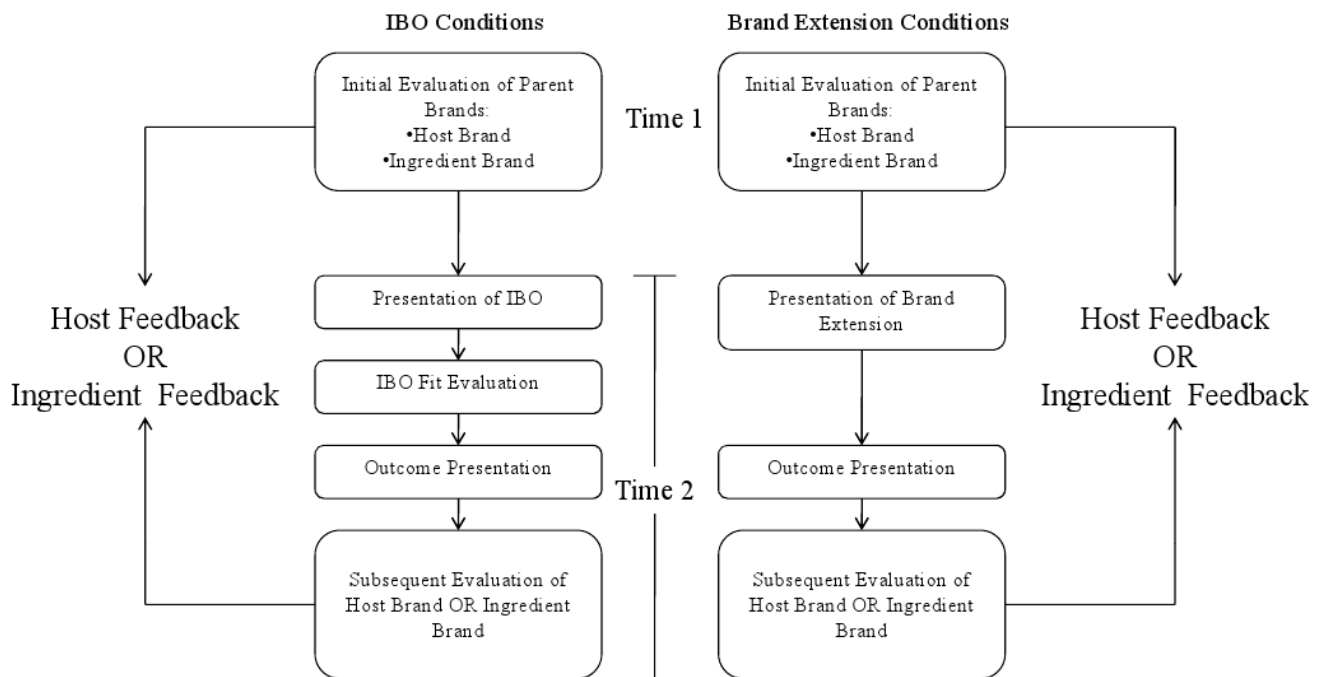 IBO Conditions
Brand Extension Conditions
Initial Evaluation of Parent
Brands:
•Host Brand
•Ingredient Brand
Time 1
Initial Evaluation of Parent
Brands:
•Host Brand
•Ingredient Brand
Host Feedback
OR
Ingredient Feedback
Presentation of IBO
IBO Fit Evaluation
Outcome Presentation
Subsequent Evaluation of
Host Brand OR Ingredient
Brand
Time 2
Presentation of Brand
Extension
Outcome Presentation
Subsequent Evaluation of
Host Brand OR Ingredient
Brand
Host Feedback
OR
Ingredient Feedback